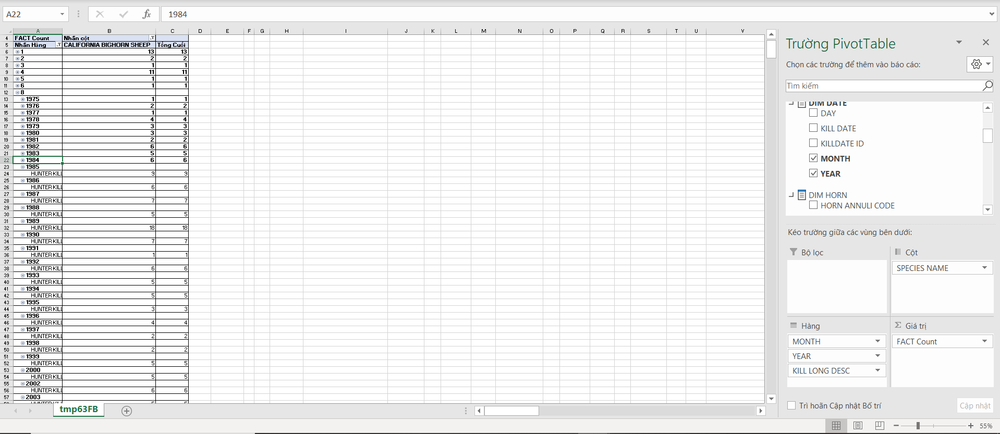 A22 fx 1984
A B C D E F G H I J K L M N O P Q R S T U V
4 FACT Count Nhãn cột
5 Nhãn Hàng CALIFORNIA BIGHORN SHEEP Tổng Cuối
6 1 13 13
7 2 2 2
8 3 1 1
9 4 11 11
10 5 1 1
11 6 1 1
12 8
13 1975 1 1
14 1976 2 2
15 1977 1 1
16 1978 4 4
17 1979 3 3
18 1980 3 3
19 1981 2 2
20 1982 6 6
21 1983 5 5
22 1984 6 6
23 1985
24 HUNTER KILL 9 9
25 1986
26 HUNTER KILL 6 6
27 1987
28 HUNTER KILL 7 7
29 1988
30 HUNTER KILL 5 5
31 1989
32 HUNTER KILL 18 18
33 1990
34 HUNTER KILL 7 7
35 1991
36 HUNTER KILL 1 1
37 1992
38 HUNTER KILL 6 6
39 1993
40 HUNTER KILL 5 5
41 1994
42 HUNTER KILL 5 5
43 1995
44 HUNTER KILL 3 3
45 1996
46 HUNTER KILL 4 4
47 1997
48 HUNTER KILL 2 2
49 1998
50 HUNTER KILL 2 2
51 1999
52 HUNTER KILL 5 5
53 2000
54 HUNTER KILL 5 5
55 2002
56 HUNTER KILL 6 6
57 2003
tmp63FB
Trường PivotTable
Chọn các trường để thêm vào báo cáo:
Tìm kiếm
DIM DATE
DAY
KILL DATE
KILLDATE ID
MONTH
YEAR
DIM HORN
HORN ANNULI CODE
Kéo trường giữa các vùng bên dưới:
Bộ lọc
Cột
SPECIES NAME
Hàng
MONTH
YEAR
KILL LONG DESC
Σ Giá trị
FACT Count
Trì hoãn Cập nhật Bố trí
Cập nhật
55%